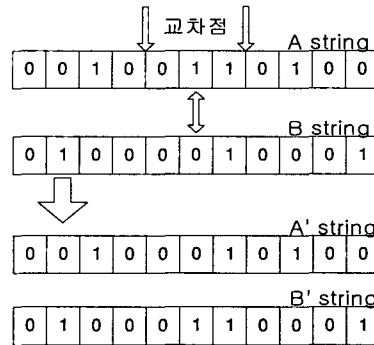 교차점
A string
0 0 1 0 0 1 1 0 1 0 0
B string
0 1 0 0 0 0 1 0 0 0 1
A' string
0 0 1 0 0 0 1 0 1 0 0
B' string
0 1 0 0 0 1 1 0 0 0 1